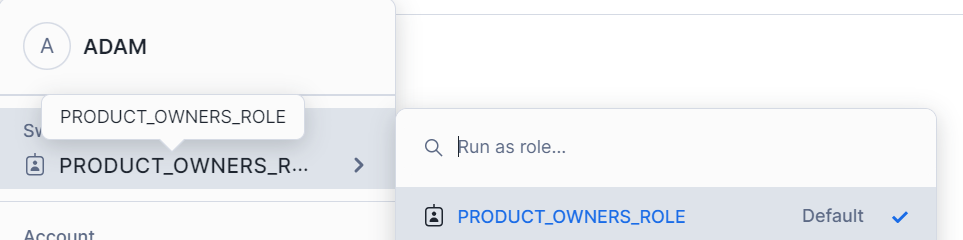 A
ADAM
PRODUCT_OWNERS_ROLE
Sw
PRODUCT_OWNERS_R...
Account
Run as role...
PRODUCT_OWNERS_ROLE
Default